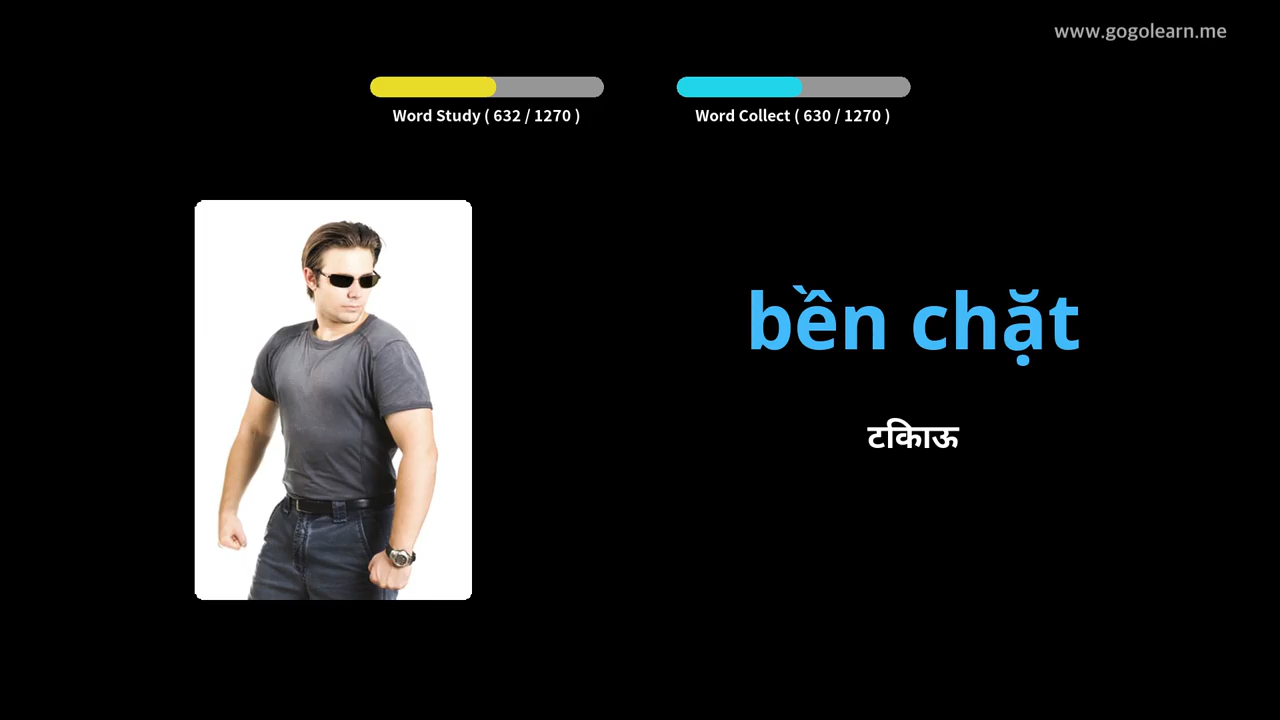 www.gogolearn.me
Word Study ( 632 / 1270 )
Word Collect ( 630 / 1270 )
bền chặt
टिकाऊ